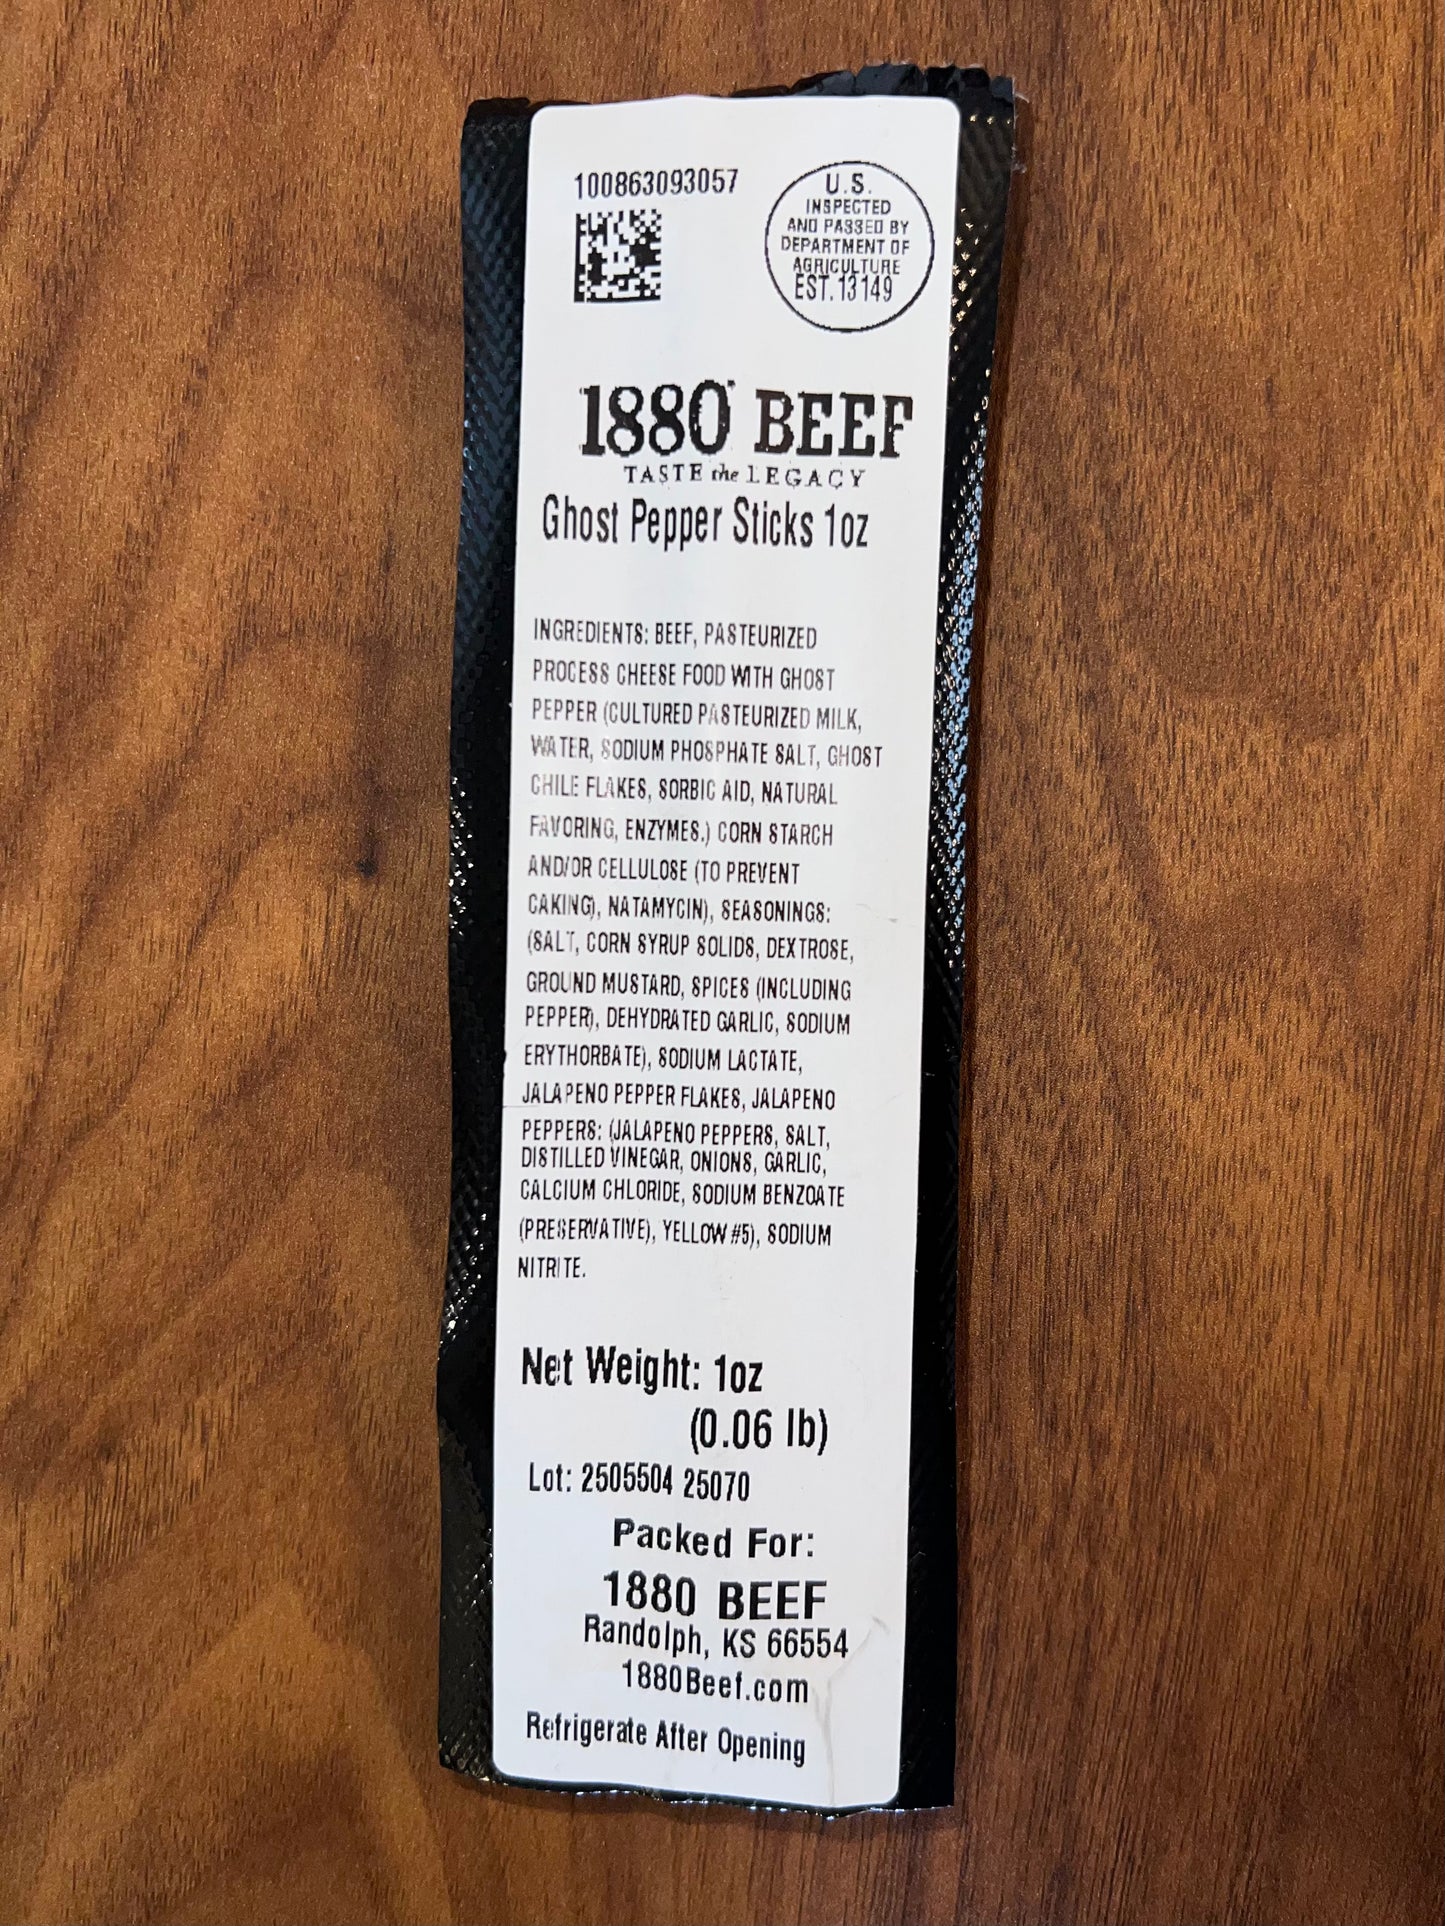 100863093057
U.S.
INSPECTED
AND PASSED BY
DEPARTMENT OF
AGRICULTURE
EST. 13149
1880 BEEF
TASTE the LEGACY
Ghost Pepper Sticks 1oz
INGREDIENTS: BEEF, PASTEURIZED
PROCESS CHEESE FOOD WITH GHOST
PEPPER (CULTURED PASTEURIZED MILK,
WATER, SODIUM PHOSPHATE SALT, GHOST
CHILE FLAKES, SORBIC AID, NATURAL
FAVORING, ENZYMES.) CORN STARCH
AND/OR CELLULOSE (TO PREVENT
CAKING), NATAMYCIN), SEASONINGS:
(SALT, CORN SYRUP SOLIDS, DEXTROSE,
GROUND MUSTARD, SPICES (INCLUDING
PEPPER), DEHYDRATED GARLIC, SODIUM
ERYTHORBATE), SODIUM LACTATE,
JALAPENO PEPPER FLAKES, JALAPENO
PEPPERS: (JALAPENO PEPPERS, SALT,
DISTILLED VINEGAR, ONIONS, GARLIC,
CALCIUM CHLORIDE, SODIUM BENZOATE
(PRESERVATIVE), YELLOW #5), SODIUM
NITRITE.
Net Weight: 1oz
(0.06 lb)
Lot: 2505504 25070
Packed For:
1880 BEEF
Randolph, KS 66554
1880Beef.com
Refrigerate After Opening